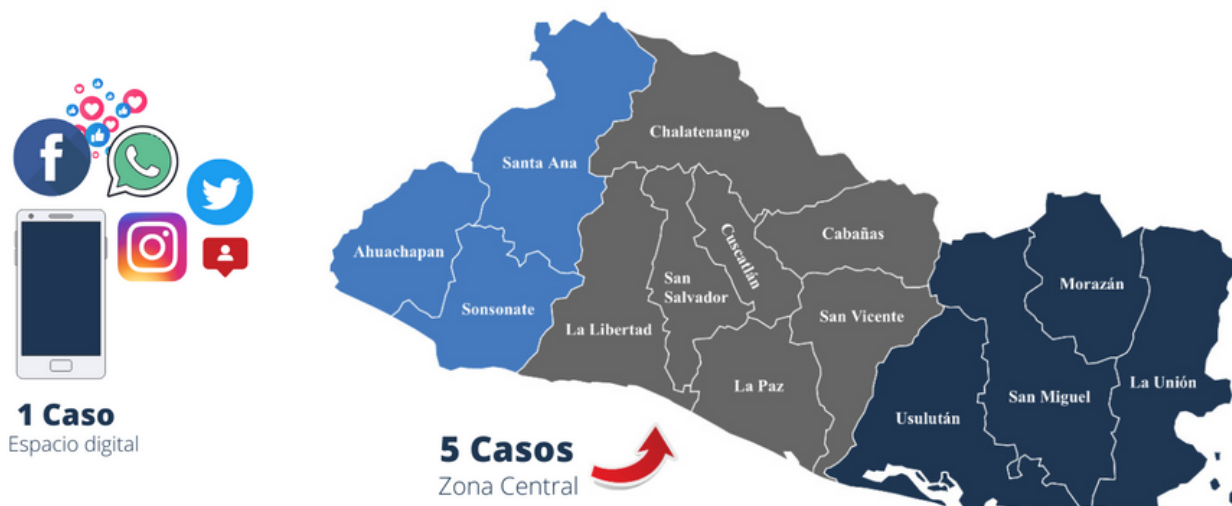 1 Caso
Espacio digital
Santa Ana
Chalatenango
Ahuachapan
Sonsonate
La Libertad
San
Salvador
Cuscatlán
Cabañas
San Vicente
La Paz
Usulután
San Miguel
Morazán
La Unión
5 Casos
Zona Central